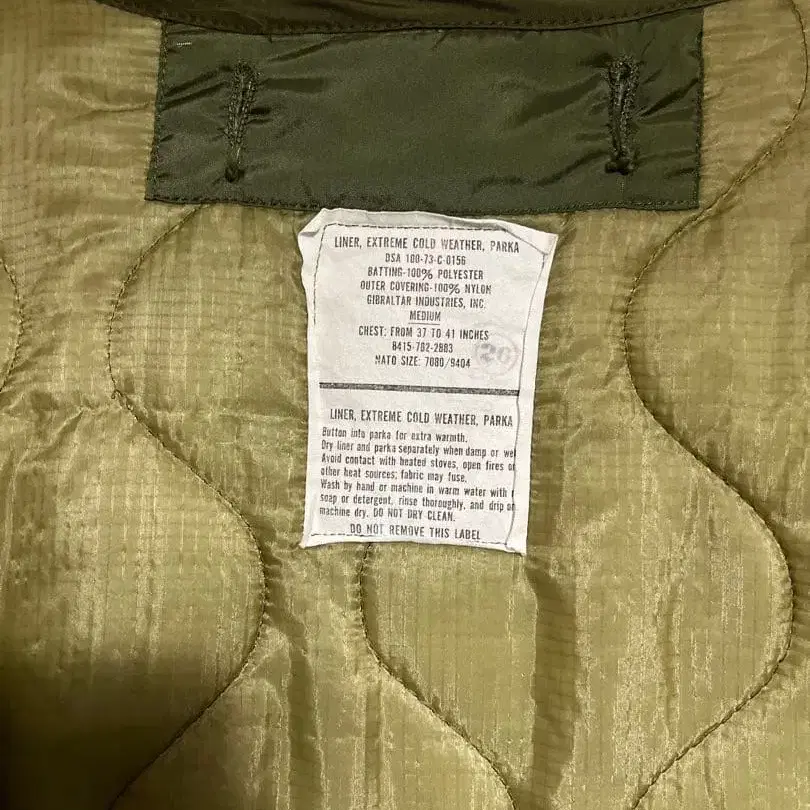 LINER, EXTREME COLD WEATHER, PARKA
DSA 100-73-C-0156
BATTING-100% POLYESTER
OUTER COVERING-100% NYLON
GIBRALTAR INDUSTRIES, INC.
MEDIUM
CHEST: FROM 37 TO 41 INCHES
8415-782-2883
NATO SIZE: 7080/9404
LINER, EXTREME COLD WEATHER, PARKA
Button into parka for extra warmth.
Dry liner and parka separately when damp or we
Avoid contact with heated stoves, open fires o
other heat sources; fabric may fuse.
Wash by hand or machine in warm water with
soap or detergent, rinse thoroughly, and drip o
machine dry. DO NOT DRY CLEAN.
DO NOT REMOVE THIS LABEL